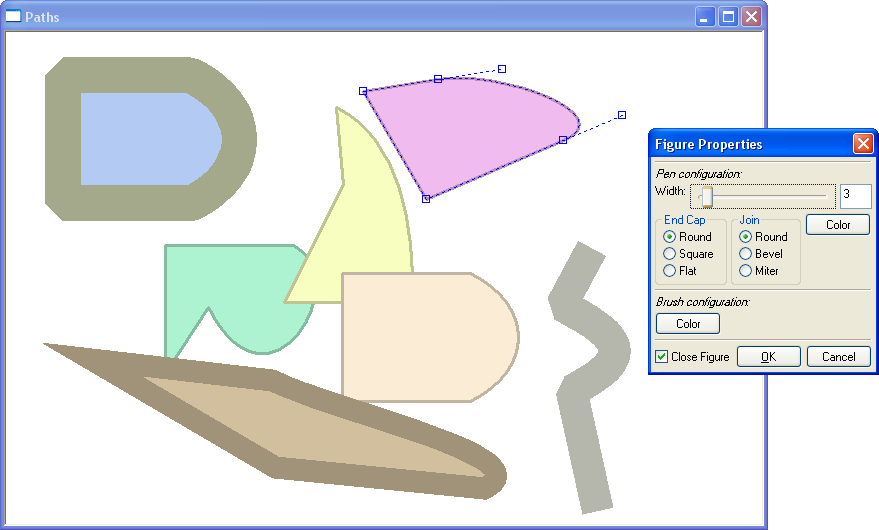 Paths
Figure Properties
Pen configuration:
Width: 3
End Cap Join Color
Round Round
Square Bevel
Flat Miter
Brush configuration:
Color
Close Figure OK Cancel